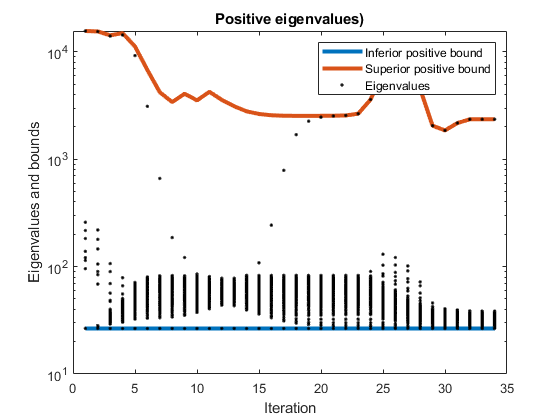 Positive eigenvalues)
Inferior positive bound
Superior positive bound
Eigenvalues
Eigenvalues and bounds
10^4
10^3
10^2
10^1
0 5 10 15 20 25 30 35
Iteration